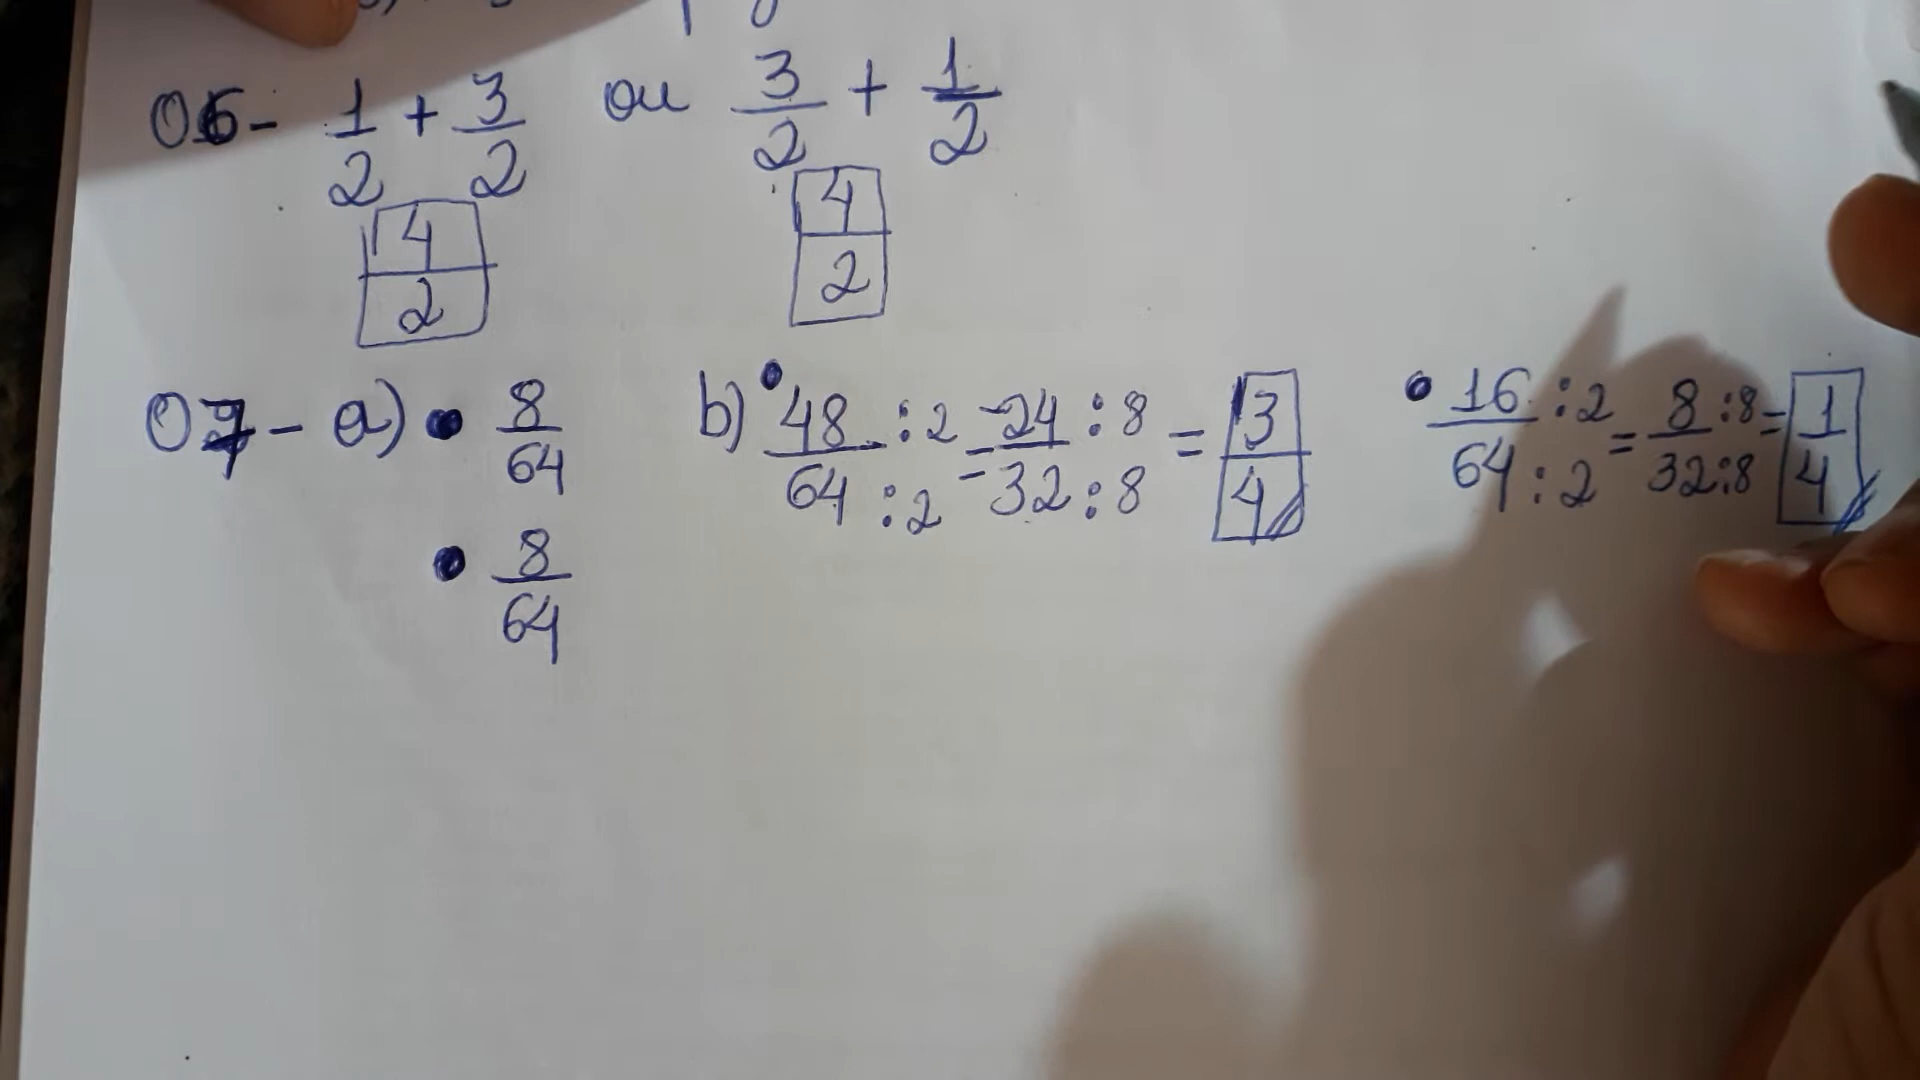 06- 1/2 + 3/2 ou 3/2 + 1/2
4/2 4/2
07- a) • 8/64 b) • 48:2/64:2 = 24:8/32:8 = 3/4 • 16:2/64:2 = 8:8/32:8 = 1/4
• 8/64